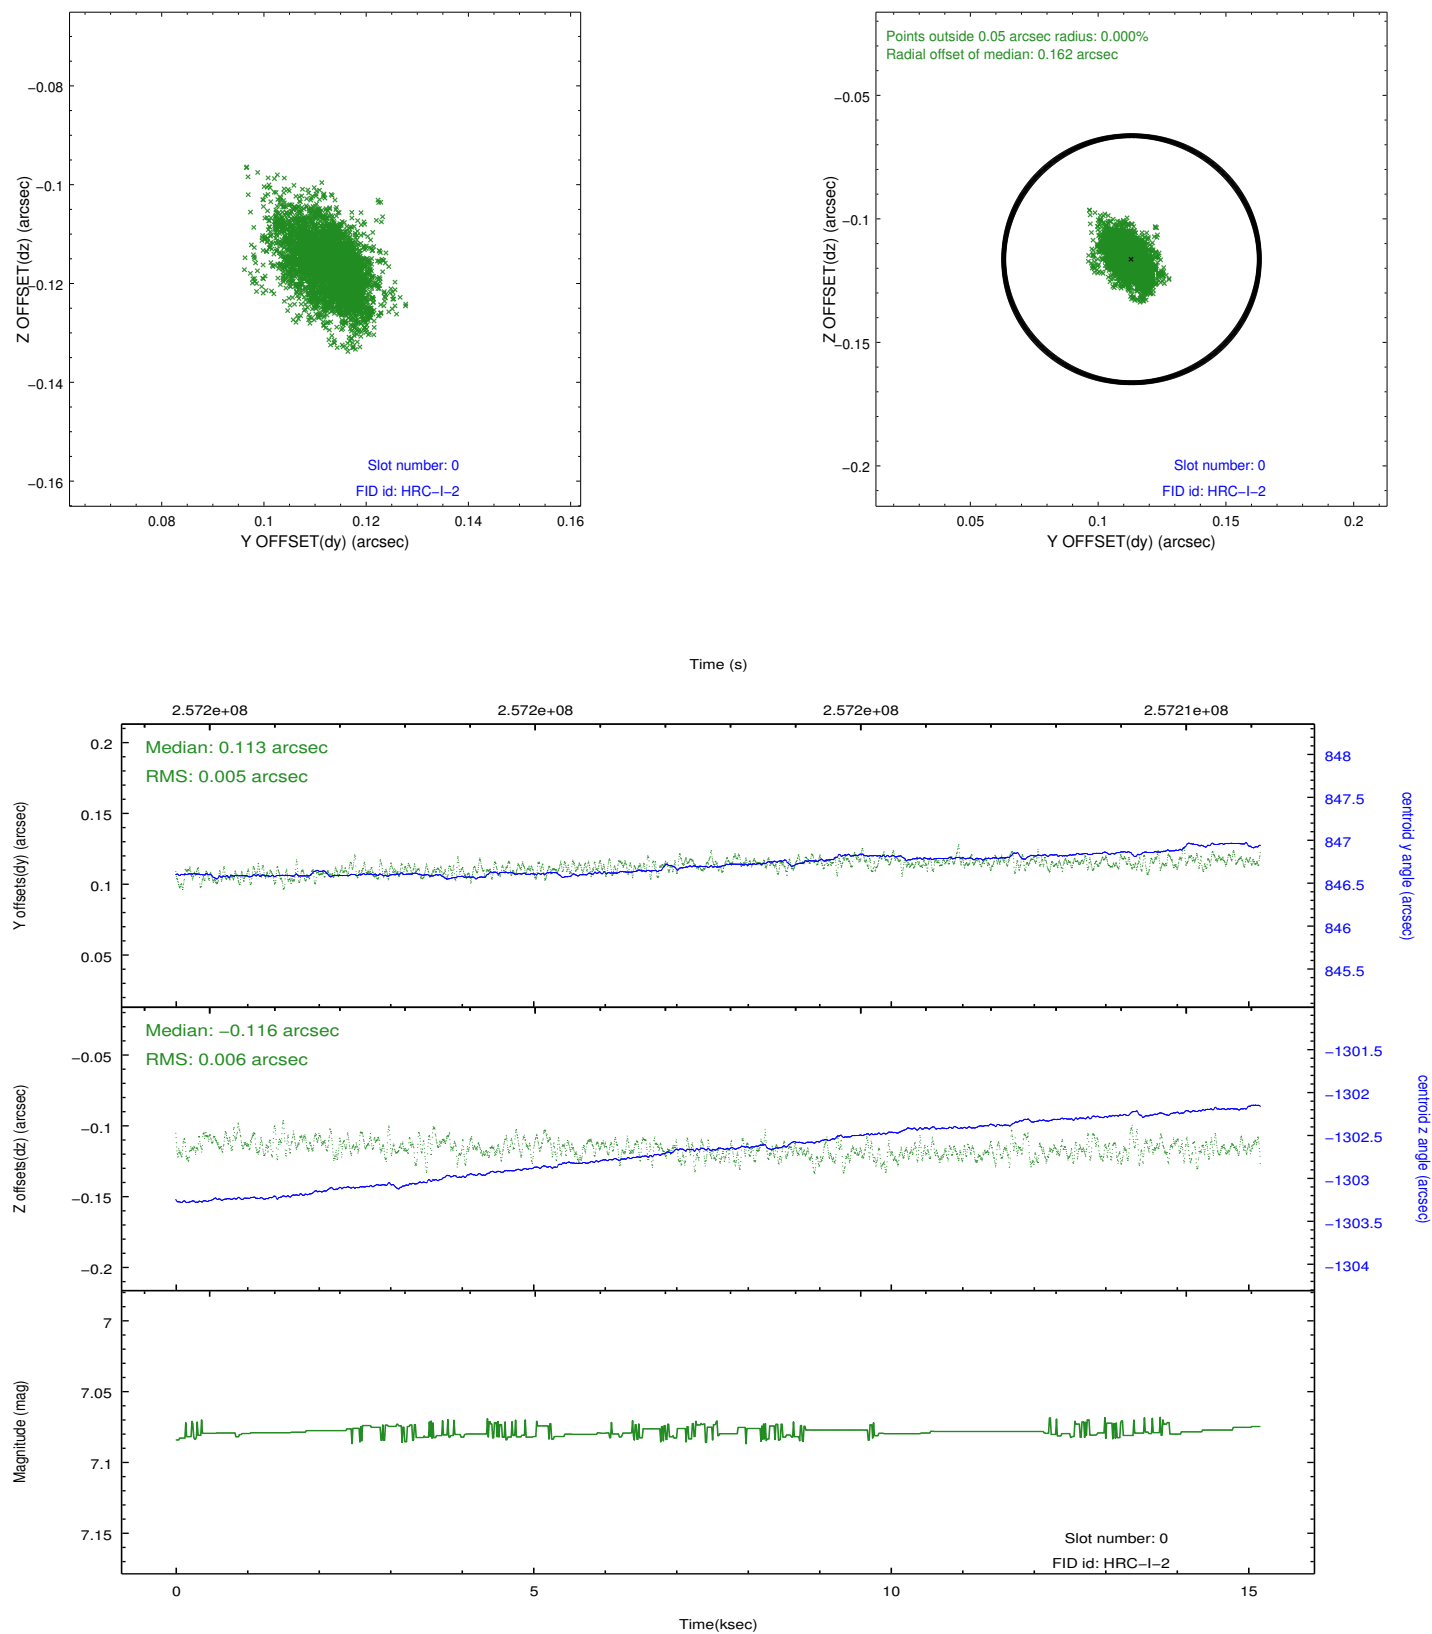 −0.08
−0.1
−0.12
−0.14
−0.16
Z OFFSET(dz) (arcsec)
Slot number: 0
FID id: HRC−I−2
0.08
0.1
0.12
0.14
0.16
Y OFFSET(dy) (arcsec)
Points outside 0.05 arcsec radius: 0.000%
Radial offset of median: 0.162 arcsec
−0.05
−0.1
−0.15
−0.2
Z OFFSET(dz) (arcsec)
Slot number: 0
FID id: HRC−I−2
0.05
0.1
0.15
0.2
Y OFFSET(dy) (arcsec)
Time (s)
2.572e+08
2.572e+08
2.572e+08
2.5721e+08
Median: 0.113 arcsec
RMS: 0.005 arcsec
0.2
0.15
0.1
0.05
Y offsets(dy) (arcsec)
848
847.5
847
846.5
846
845.5
centroid y angle (arcsec)
Median: −0.116 arcsec
RMS: 0.006 arcsec
−0.05
−0.1
−0.15
−0.2
Z offsets(dz) (arcsec)
−1301.5
−1302
−1302.5
−1303
−1303.5
−1304
centroid z angle (arcsec)
7
7.05
7.1
7.15
Magnitude (mag)
Slot number: 0
FID id: HRC−I−2
0
5
10
15
Time(ksec)